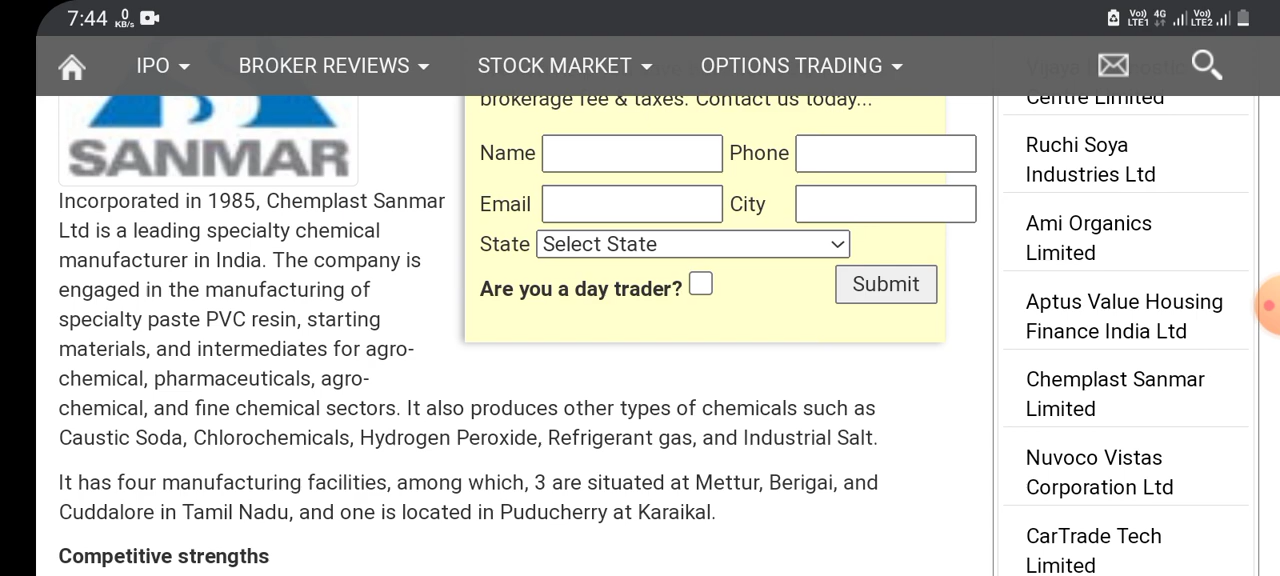 7:44 0 KB/s Vo) LTE1 4G Vo) LTE2
IPO BROKER REVIEWS STOCK MARKET OPTIONS TRADING
brokerage fee & taxes. Contact us today...
SANMAR
Incorporated in 1985, Chemplast Sanmar
Ltd is a leading specialty chemical
manufacturer in India. The company is
engaged in the manufacturing of
specialty paste PVC resin, starting
materials, and intermediates for agro-
chemical, pharmaceuticals, agro-
chemical, and fine chemical sectors. It also produces other types of chemicals such as
Caustic Soda, Chlorochemicals, Hydrogen Peroxide, Refrigerant gas, and Industrial Salt.
It has four manufacturing facilities, among which, 3 are situated at Mettur, Berigai, and
Cuddalore in Tamil Nadu, and one is located in Puducherry at Karaikal.
Competitive strengths
Name Phone
Email City
State Select State
Are you a day trader? Submit
Centre Limited
Ruchi Soya
Industries Ltd
Ami Organics
Limited
Aptus Value Housing
Finance India Ltd
Chemplast Sanmar
Limited
Nuvoco Vistas
Corporation Ltd
CarTrade Tech
Limited